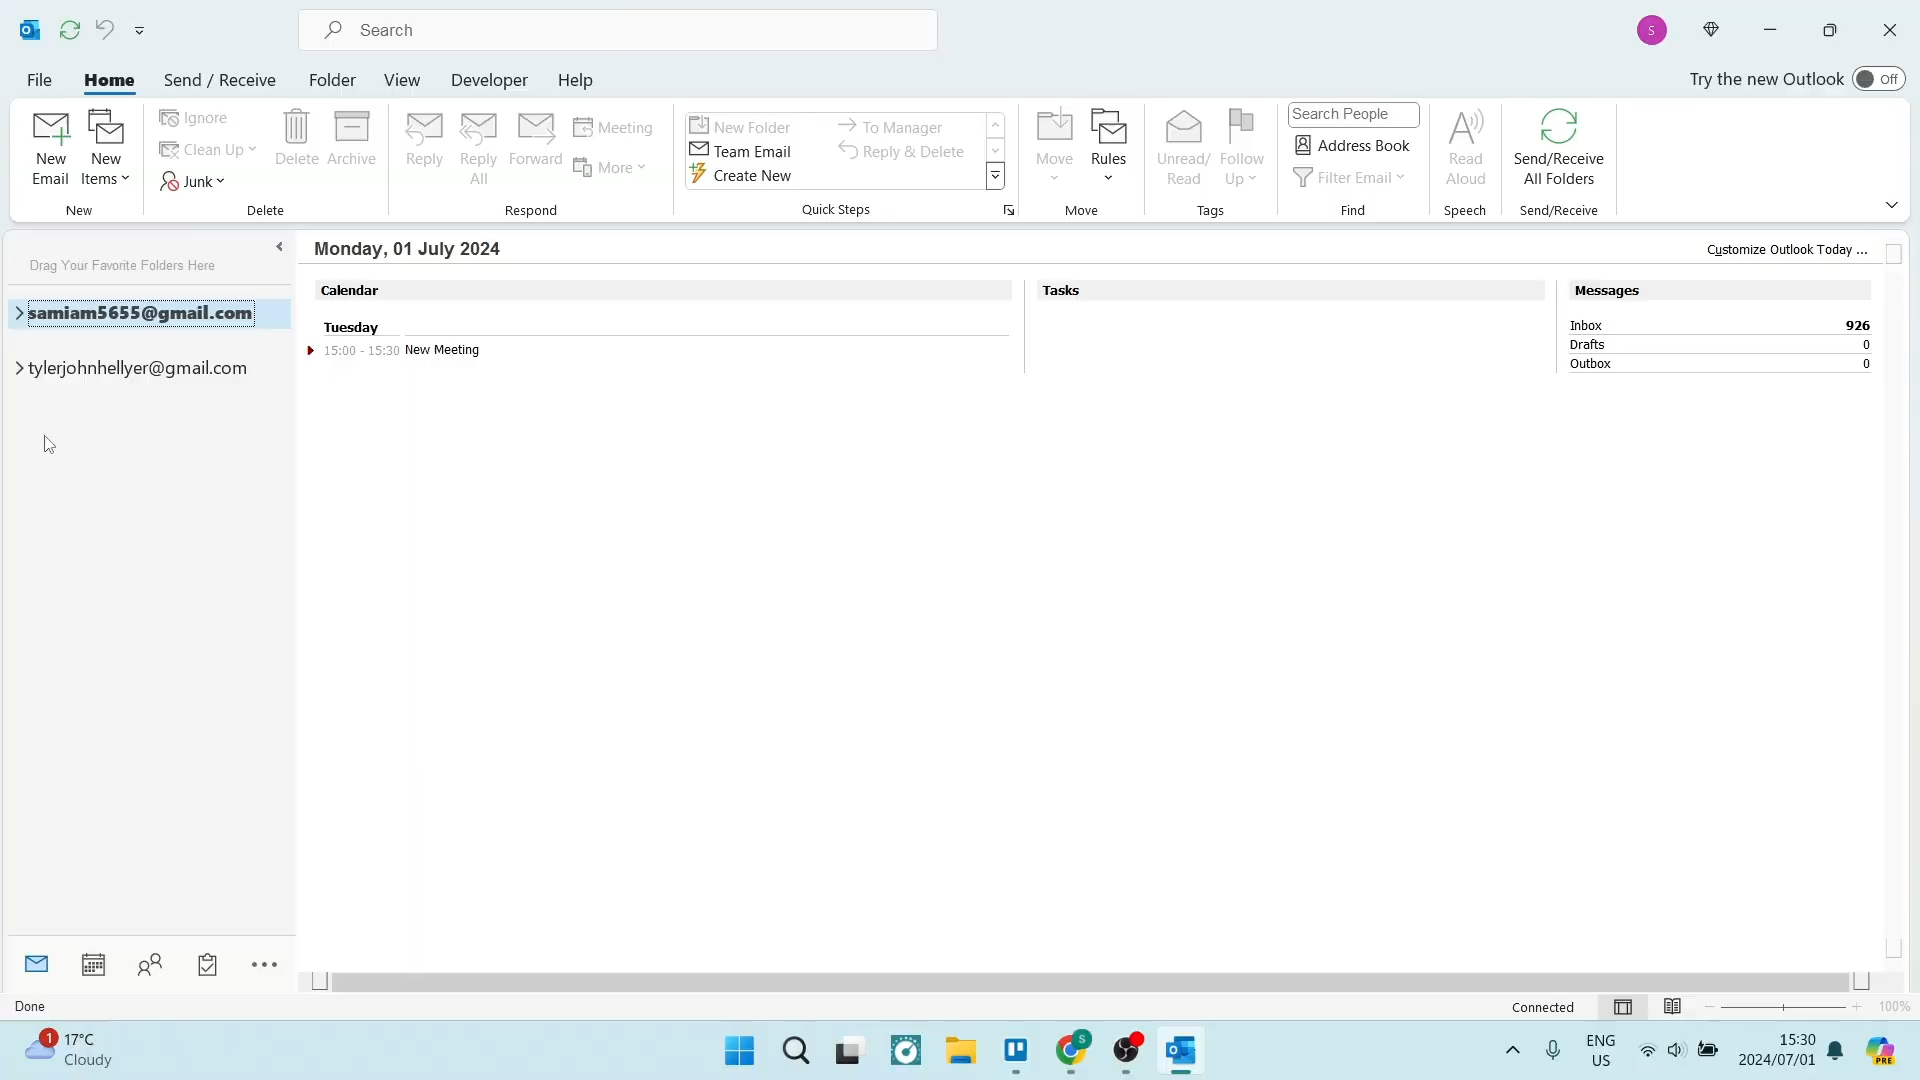 Search
S
File Home Send / Receive Folder View Developer Help
Try the new Outlook Off
New Email
New Items
New
Ignore
Clean Up
Junk
Delete
Archive
Delete
Reply
Reply All
Forward
Meeting
More
Respond
New Folder
Team Email
Create New
To Manager
Reply & Delete
Quick Steps
Move
Rules
Move
Unread/ Read
Follow Up
Tags
Search People
Address Book
Filter Email
Find
Read Aloud
Speech
Send/Receive All Folders
Send/Receive
Drag Your Favorite Folders Here
samiam5655@gmail.com
tylerjohnhellyer@gmail.com
Monday, 01 July 2024
Customize Outlook Today ...
Calendar
Tuesday
15:00 - 15:30 New Meeting
Tasks
Messages
Inbox 926
Drafts 0
Outbox 0
Done
Connected
100%
1
17°C
Cloudy
S
ENG
US
15:30
2024/07/01
PRE